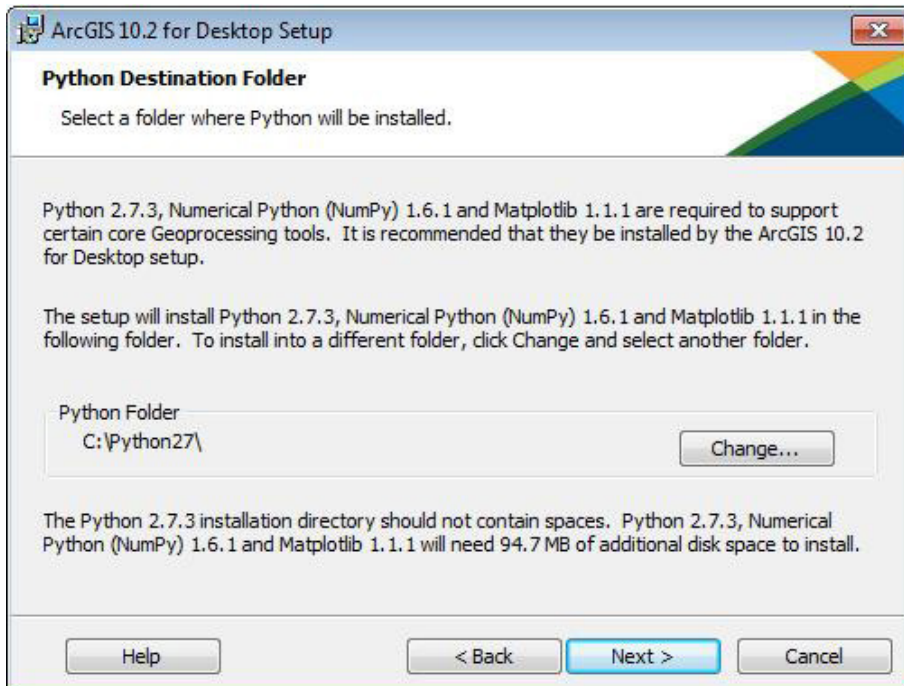 ArcGIS 10.2 for Desktop Setup
Python Destination Folder
Select a folder where Python will be installed.
Python 2.7.3, Numerical Python (NumPy) 1.6.1 and Matplotlib 1.1.1 are required to support
certain core Geoprocessing tools.  It is recommended that they be installed by the ArcGIS 10.2
for Desktop setup.
The setup will install Python 2.7.3, Numerical Python (NumPy) 1.6.1 and Matplotlib 1.1.1 in the
following folder.  To install into a different folder, click Change and select another folder.
Python Folder
C:\Python27\
Change...
The Python 2.7.3 installation directory should not contain spaces.  Python 2.7.3, Numerical
Python (NumPy) 1.6.1 and Matplotlib 1.1.1 will need 94.7 MB of additional disk space to install.
Help
< Back
Next >
Cancel